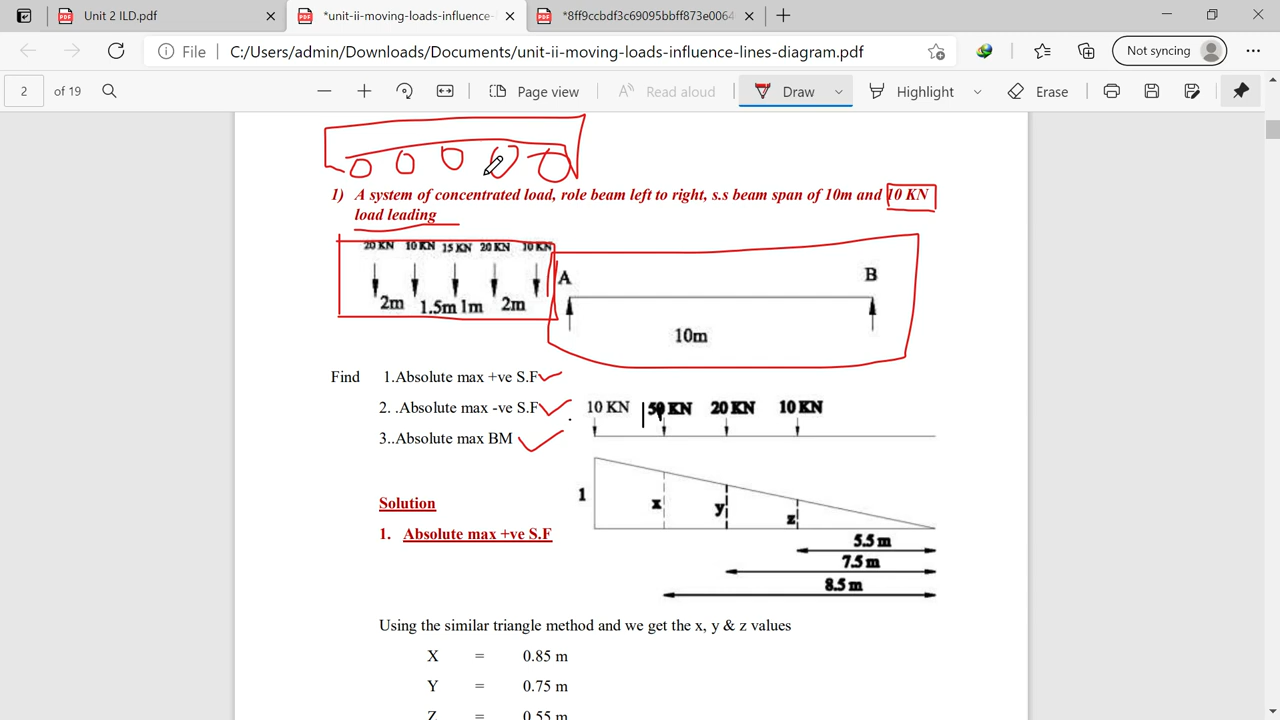 Unit 2 ILD.pdf
*unit-ii-moving-loads-influence-
*8ff9ccbdf3c69095bbff873e0064
File
C:/Users/admin/Downloads/Documents/unit-ii-moving-loads-influence-lines-diagram.pdf
Not syncing
2 of 19
Page view
Read aloud
Draw
Highlight
Erase
1) A system of concentrated load, role beam left to right, s.s beam span of 10m and 10 KN
load leading
20 KN 10 KN 15 KN 20 KN 10 KN
A B
2m 1.5m 1m 2m
10m
Find 1.Absolute max +ve S.F
2. .Absolute max -ve S.F
3..Absolute max BM
10 KN 20 KN 10 KN
1 x y z
5.5 m
7.5 m
8.5 m
Solution
1. Absolute max +ve S.F
Using the similar triangle method and we get the x, y & z values
X = 0.85 m
Y = 0.75 m
Z = 0.55 m